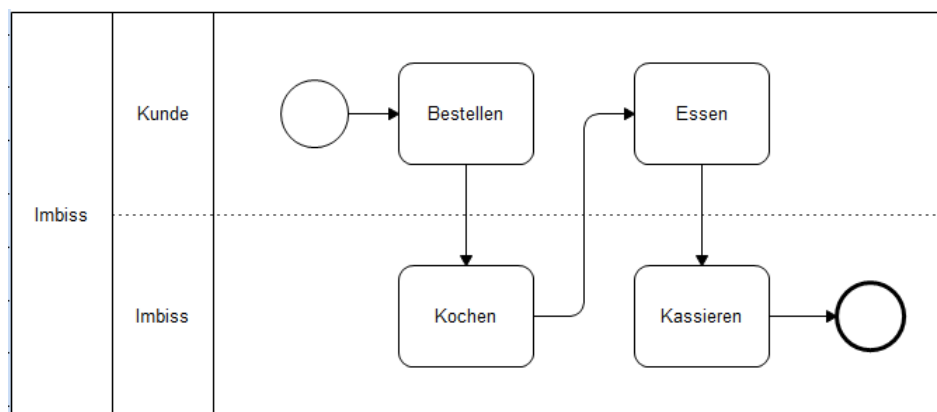 Imbiss
Kunde
Bestellen
Essen
Imbiss
Kochen
Kassieren